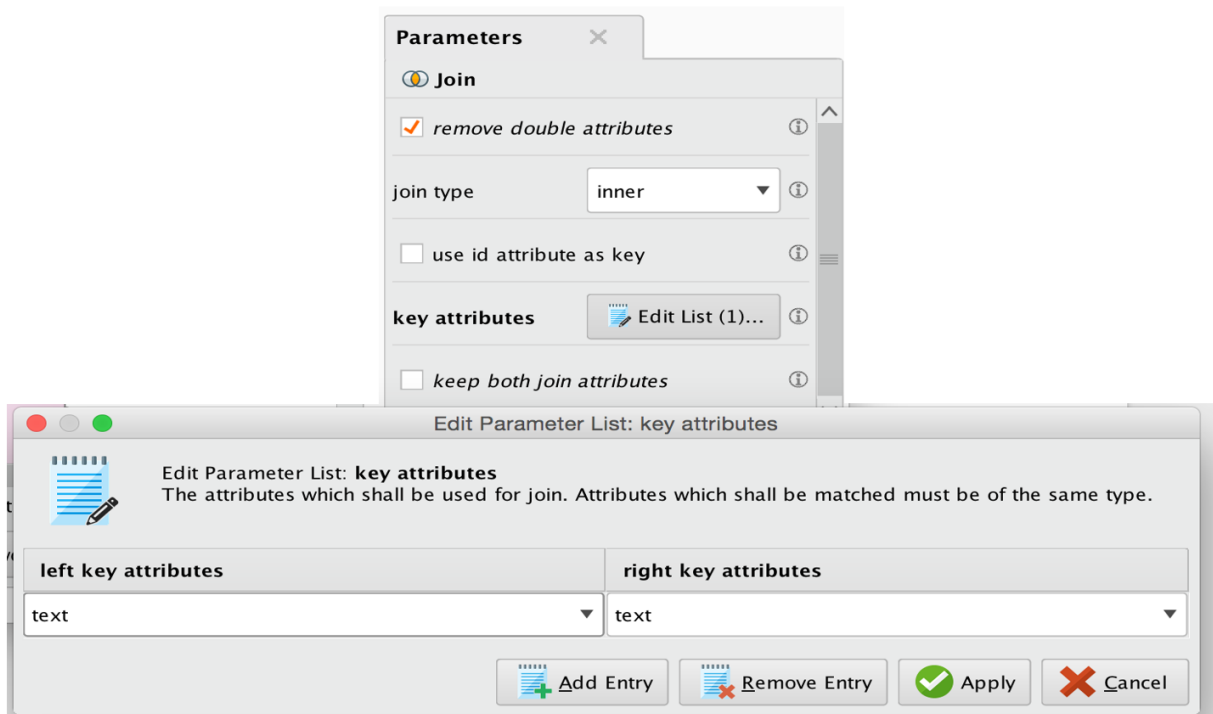 Parameters
Join
remove double attributes
join type
inner
use id attribute as key
key attributes
Edit List (1)...
keep both join attributes
Edit Parameter List: key attributes
Edit Parameter List: key attributes
The attributes which shall be used for join. Attributes which shall be matched must be of the same type.
left key attributes
right key attributes
text
text
Add Entry
Remove Entry
Apply
Cancel